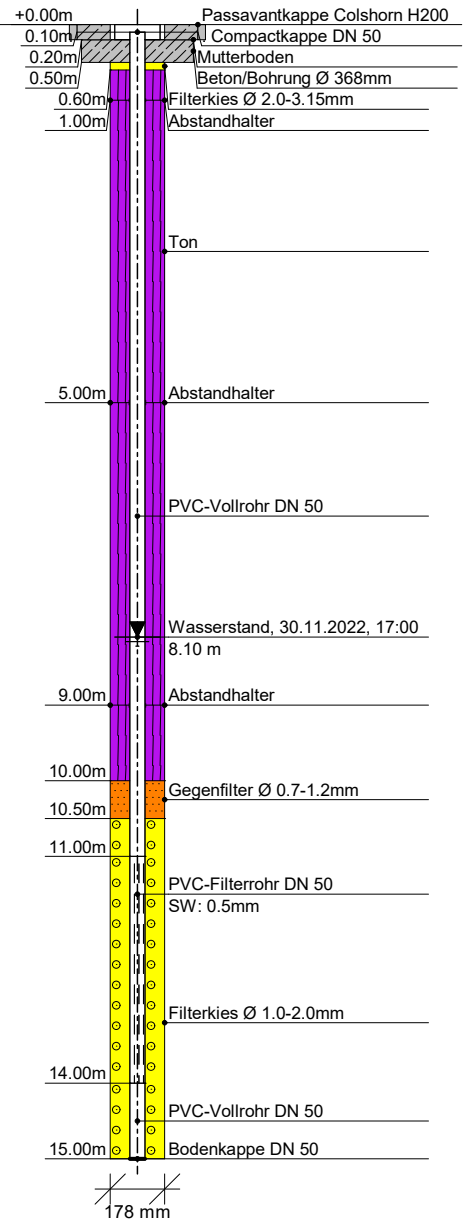 +0.00m Passavantkappe Colshorn H200
0.10m Compactkappe DN 50
0.20m Mutterboden
0.50m Beton/Bohrung Ø 368mm
0.60m Filterkies Ø 2.0-3.15mm
1.00m Abstandhalter
Ton
5.00m Abstandhalter
PVC-Vollrohr DN 50
Wasserstand, 30.11.2022, 17:00
8.10 m
9.00m Abstandhalter
10.00m
Gegenfilter Ø 0.7-1.2mm
10.50m
11.00m
PVC-Filterrohr DN 50
SW: 0.5mm
Filterkies Ø 1.0-2.0mm
14.00m
PVC-Vollrohr DN 50
15.00m Bodenkappe DN 50
178 mm